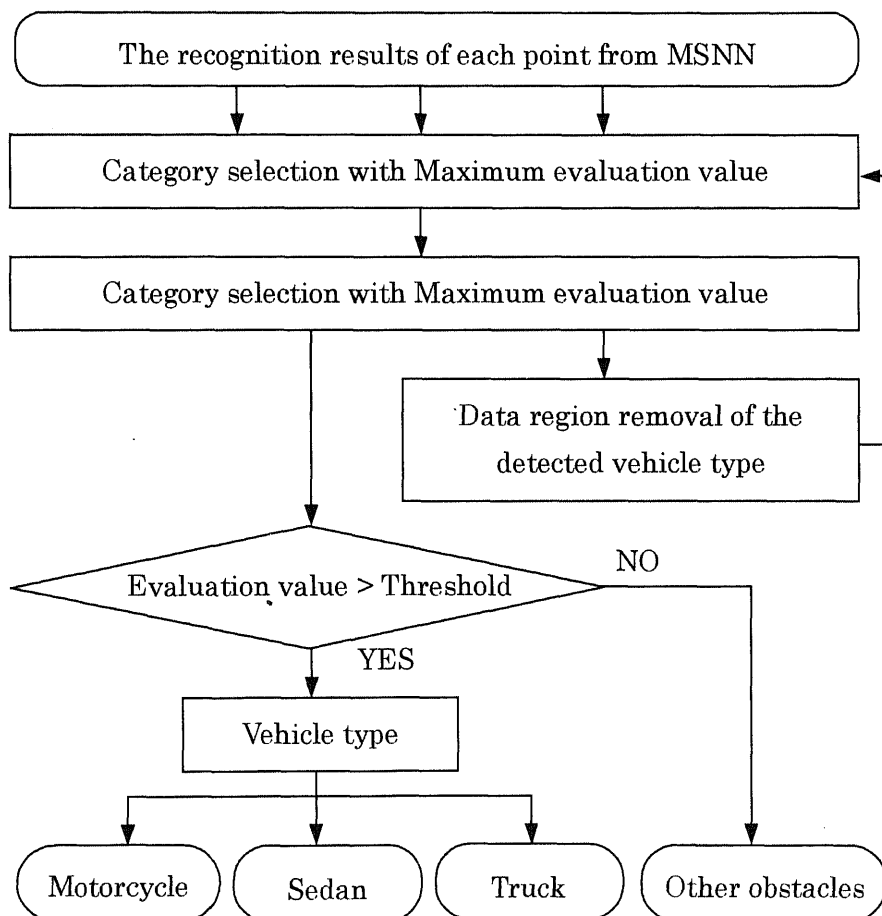 The recognition results of each point from MSNN
Category selection with Maximum evaluation value
Category selection with Maximum evaluation value
Data region removal of the
detected vehicle type
Evaluation value > Threshold
NO
YES
Vehicle type
Motorcycle
Sedan
Truck
Other obstacles